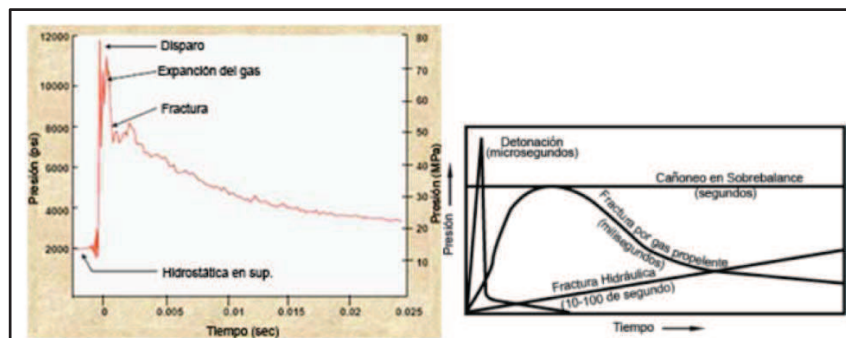 12000
10000
8000
6000
4000
2000
Presión (psi)
Disparo
Expansión del gas
Fractura
Hidrostática en sup.
80
70
60
50
40
30
20
10
Presión (MPa)
0
0.005
0.01
0.015
0.02
0.025
Tiempo (sec)
Detonación
(microsegundos)
Cañoneo en Sobrebalance
(segundos)
Fractura por gas propelente
(milisegundos)
Fractura Hidráulica
(10-100 de segundo)
Presión
Tiempo